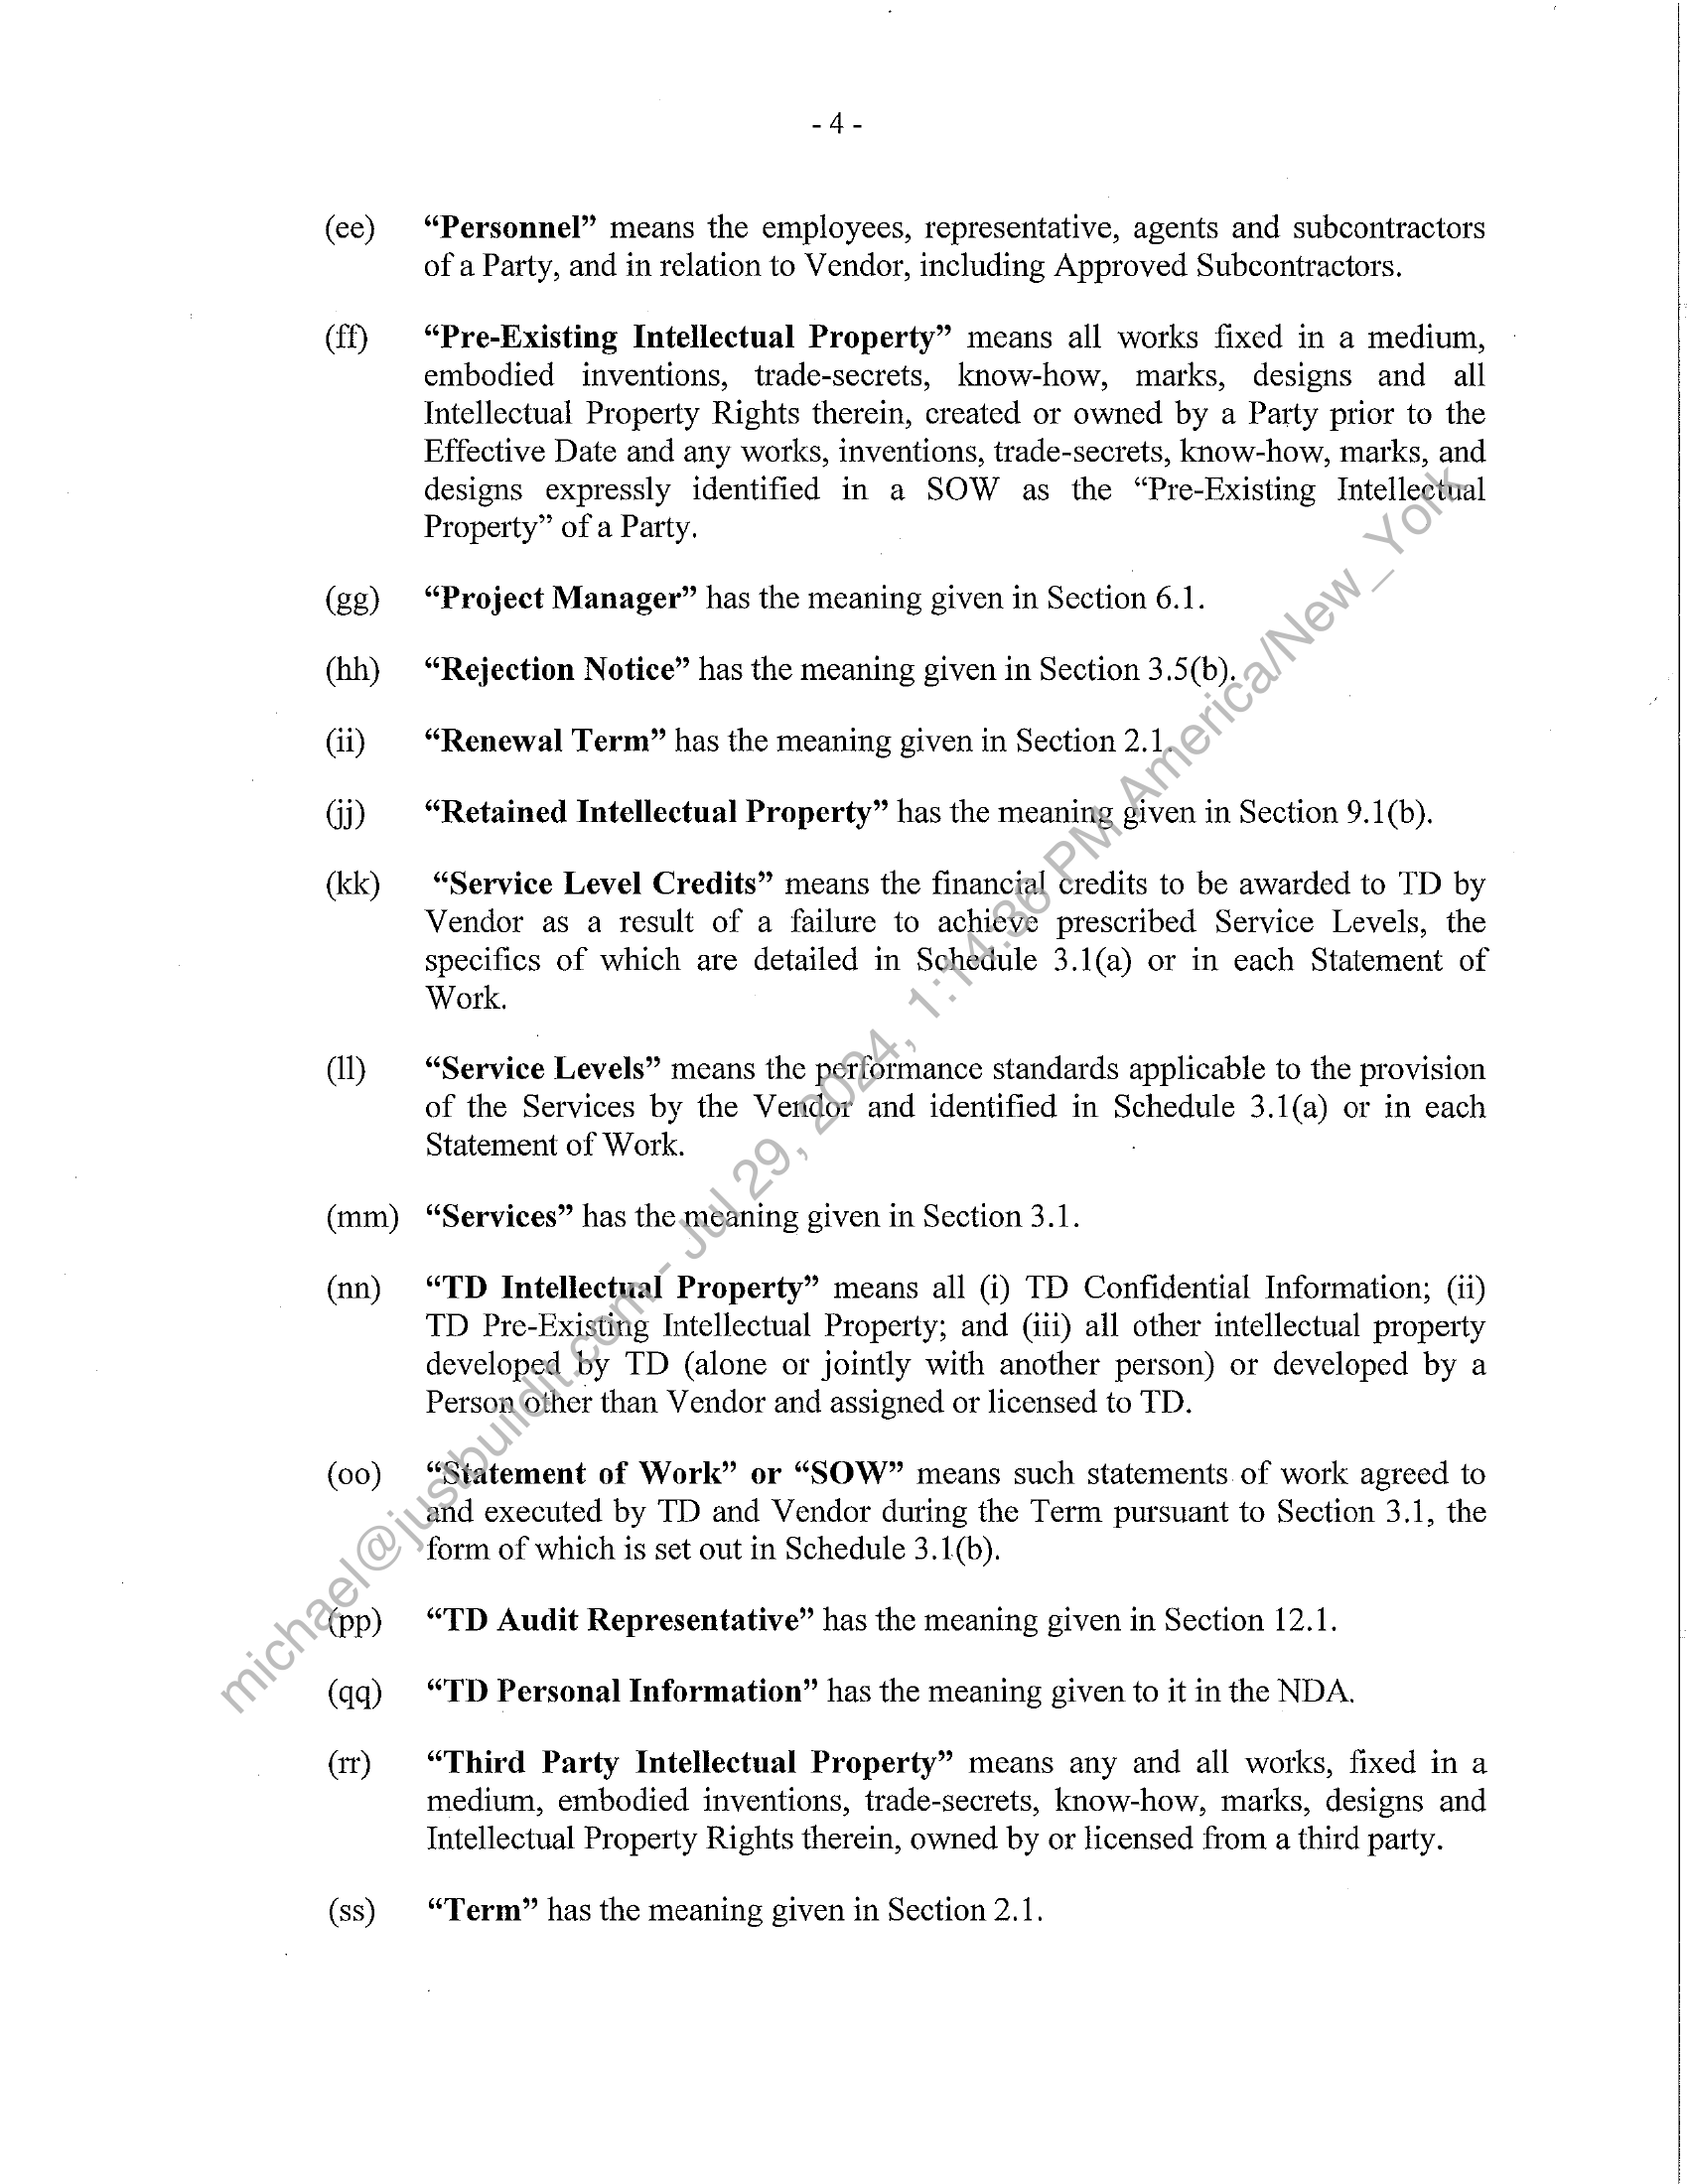 - 4 -
(ee) “Personnel” means the employees, representative, agents and subcontractors
of a Party, and in relation to Vendor, including Approved Subcontractors.
(ff) “Pre-Existing Intellectual Property” means all works fixed in a medium,
embodied inventions, trade-secrets, know-how, marks, designs and all
Intellectual Property Rights therein, created or owned by a Party prior to the
Effective Date and any works, inventions, trade-secrets, know-how, marks, and
designs expressly identified in a SOW as the “Pre-Existing Intellectual
Property” of a Party.
(gg) “Project Manager” has the meaning given in Section 6.1.
(hh) “Rejection Notice” has the meaning given in Section 3.5(b).
(ii) “Renewal Term” has the meaning given in Section 2.1.
(jj) “Retained Intellectual Property” has the meaning given in Section 9.1(b).
(kk) “Service Level Credits” means the financial credits to be awarded to TD by
Vendor as a result of a failure to achieve prescribed Service Levels, the
specifics of which are detailed in Schedule 3.1(a) or in each Statement of
Work.
(ll) “Service Levels” means the performance standards applicable to the provision
of the Services by the Vendor and identified in Schedule 3.1(a) or in each
Statement of Work.
(mm) “Services” has the meaning given in Section 3.1.
(nn) “TD Intellectual Property” means all (i) TD Confidential Information; (ii)
TD Pre-Existing Intellectual Property; and (iii) all other intellectual property
developed by TD (alone or jointly with another person) or developed by a
Person other than Vendor and assigned or licensed to TD.
(oo) “Statement of Work” or “SOW” means such statements of work agreed to
and executed by TD and Vendor during the Term pursuant to Section 3.1, the
form of which is set out in Schedule 3.1(b).
(pp) “TD Audit Representative” has the meaning given in Section 12.1.
(qq) “TD Personal Information” has the meaning given to it in the NDA.
(rr) “Third Party Intellectual Property” means any and all works, fixed in a
medium, embodied inventions, trade-secrets, know-how, marks, designs and
Intellectual Property Rights therein, owned by or licensed from a third party.
(ss) “Term” has the meaning given in Section 2.1.
michael@justbuildit.com - Jul 29, 2024, 1:14:36 PM America/New_York